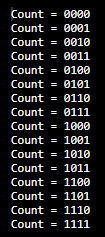 Count = 0000
Count = 0001
Count = 0010
Count = 0011
Count = 0100
Count = 0101
Count = 0110
Count = 0111
Count = 1000
Count = 1001
Count = 1010
Count = 1011
Count = 1100
Count = 1101
Count = 1110
Count = 1111